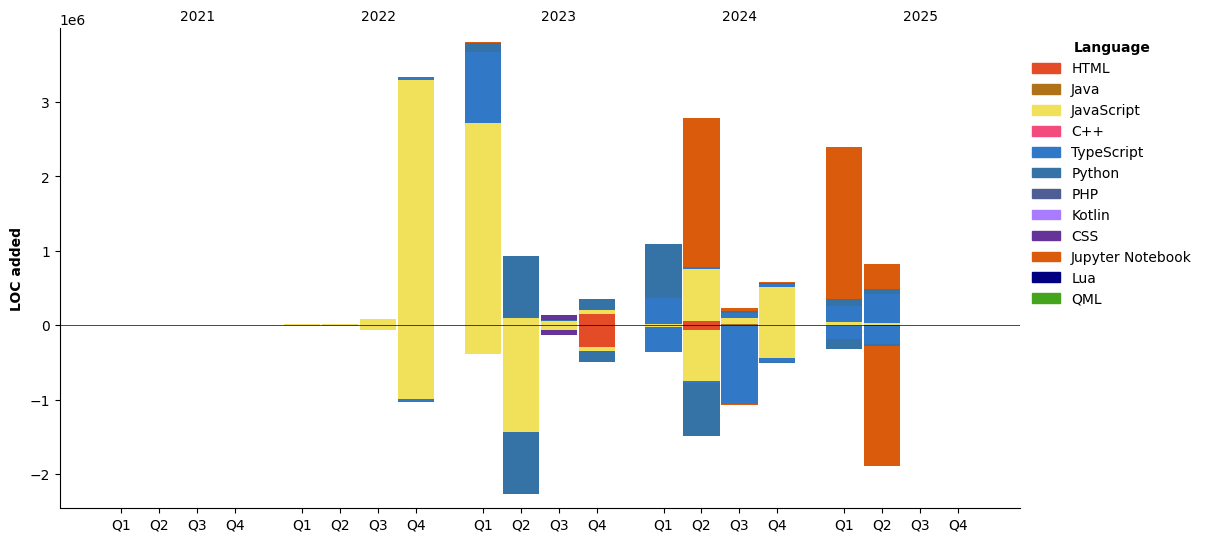 2021 2022 2023 2024 2025
1e6
LOC added
3
2
1
0
−1
−2
Q1 Q2 Q3 Q4 Q1 Q2 Q3 Q4 Q1 Q2 Q3 Q4 Q1 Q2 Q3 Q4 Q1 Q2 Q3 Q4
Language
HTML
Java
JavaScript
C++
TypeScript
Python
PHP
Kotlin
CSS
Jupyter Notebook
Lua
QML